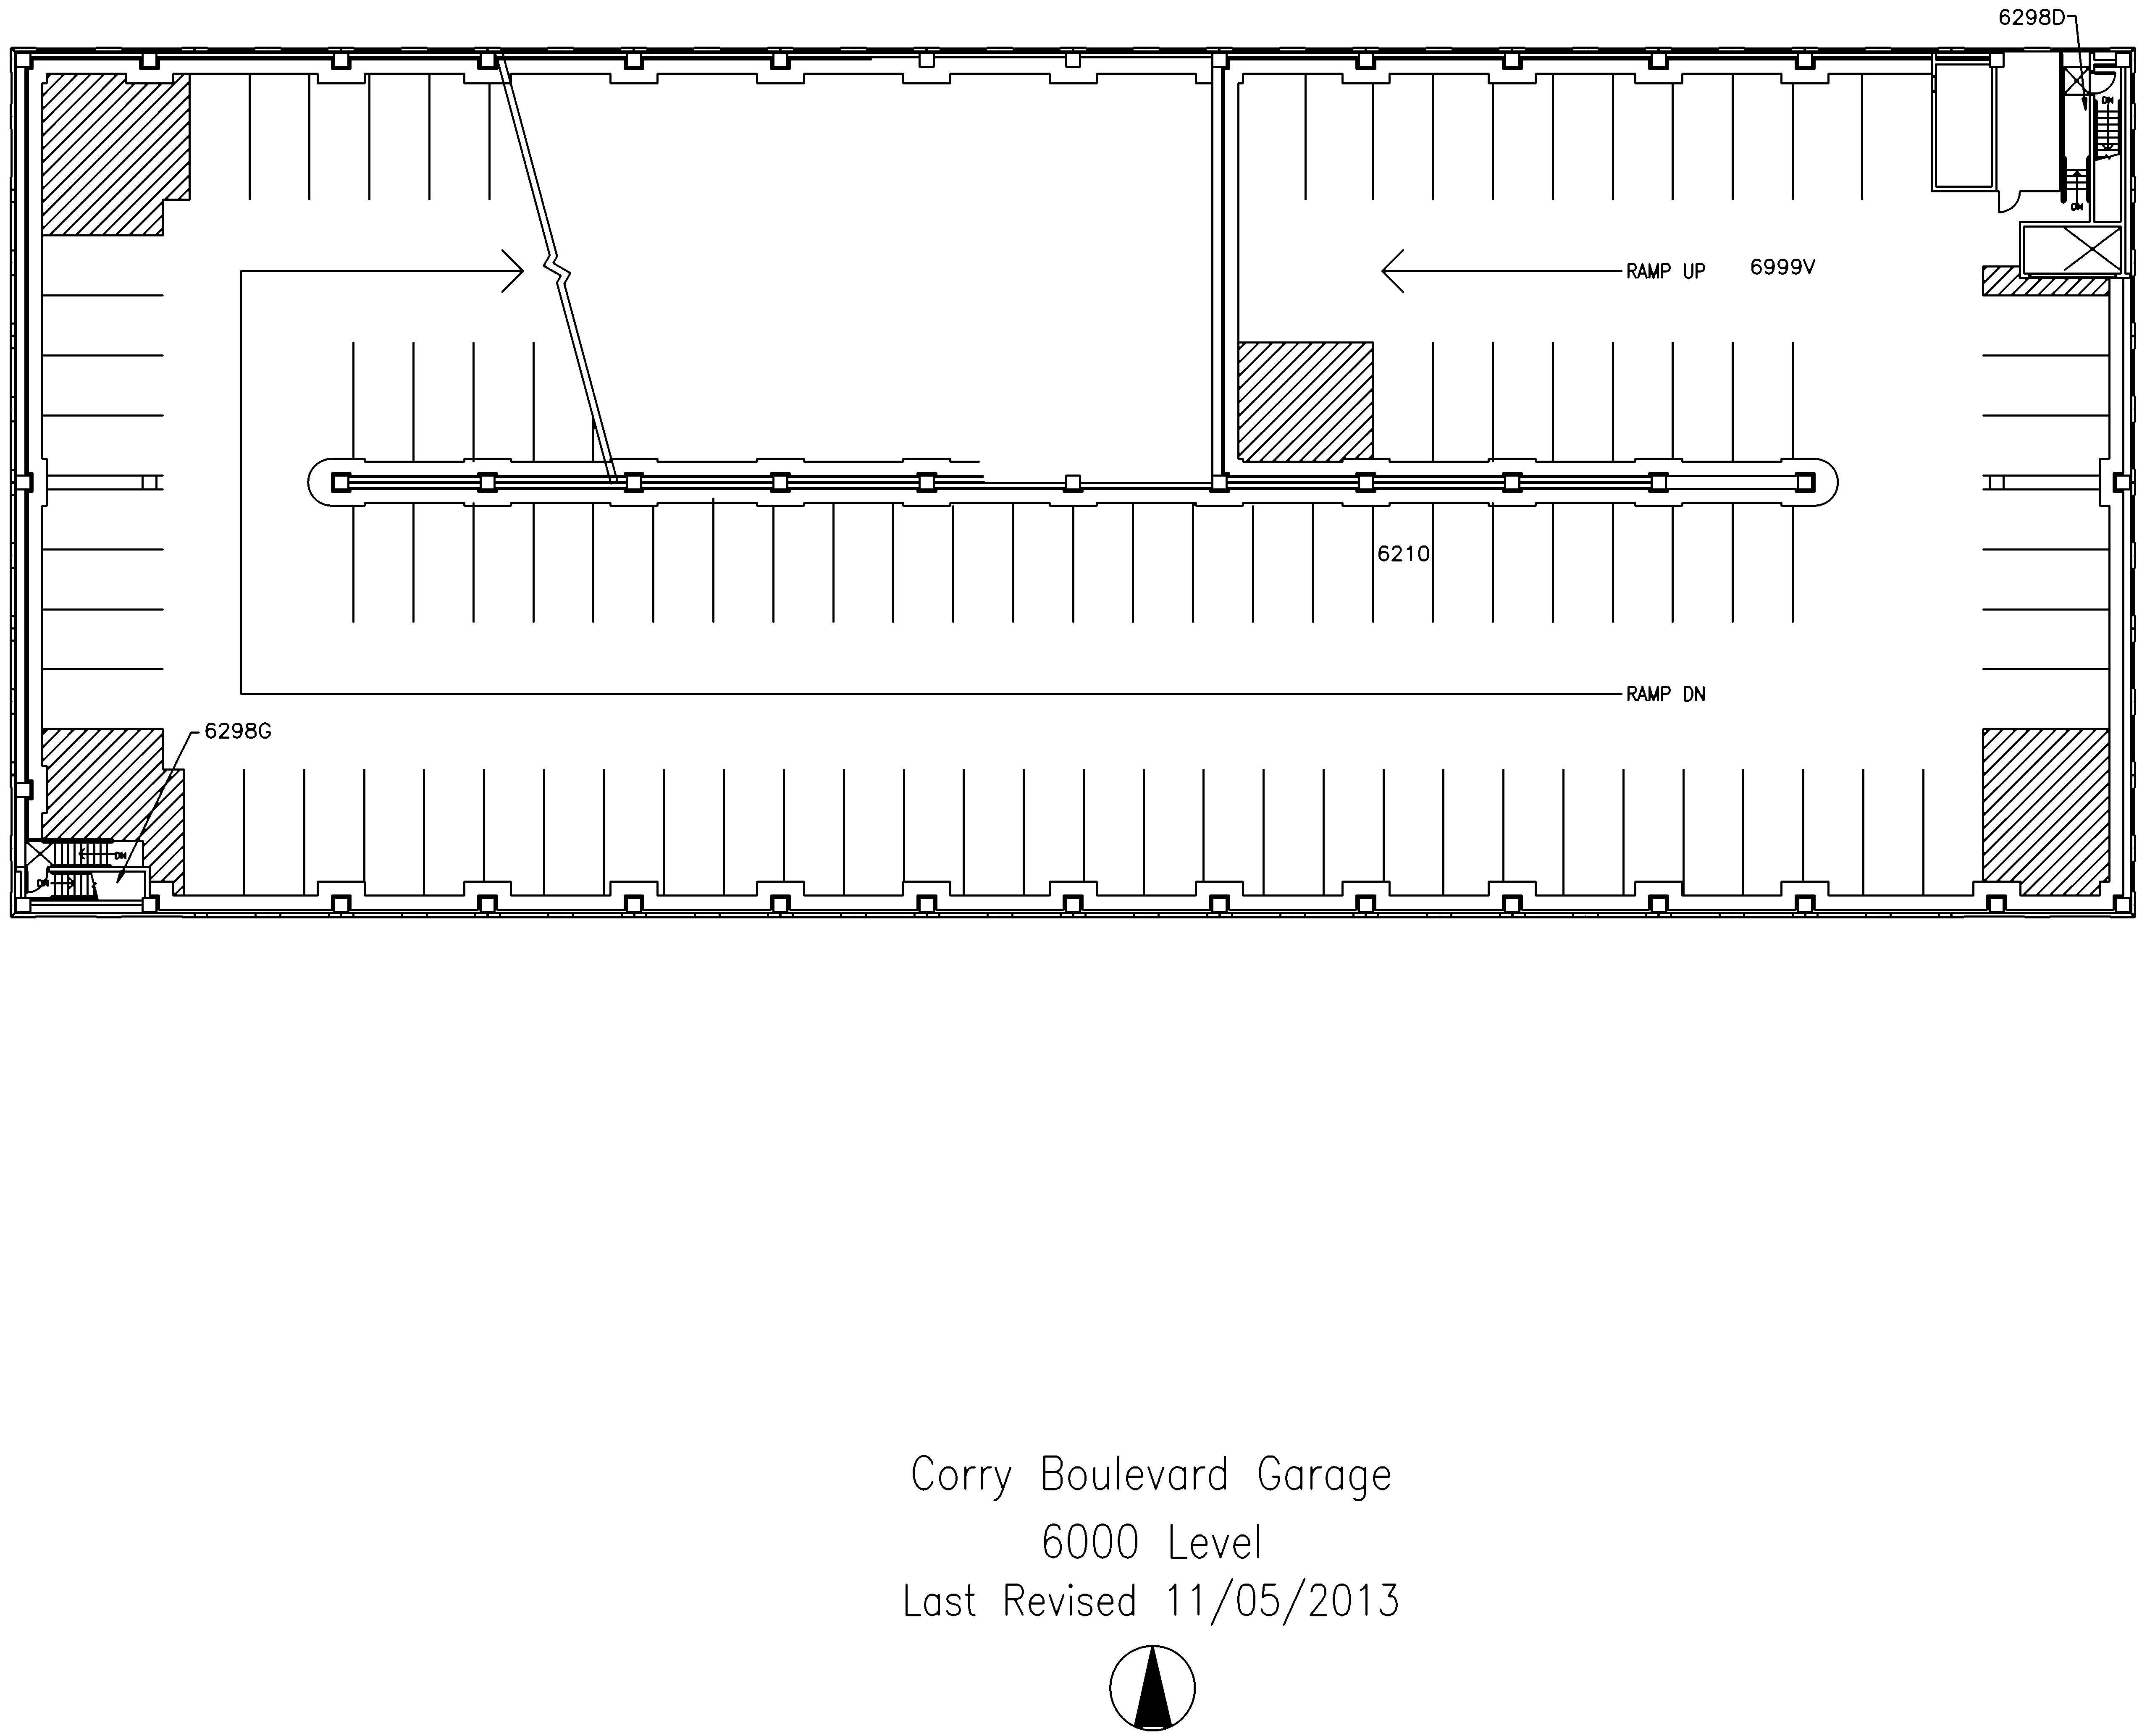 6298D
DN
DN
RAMP UP 6999V
6210
RAMP DN
6298G
DN
DN
Corry Boulevard Garage
6000 Level
Last Revised 11/05/2013